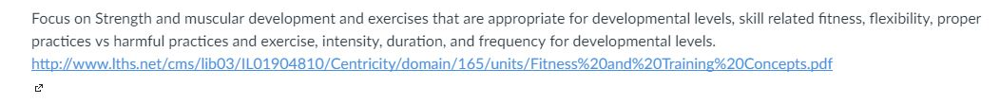 Focus on Strength and muscular development and exercises that are appropriate for developmental levels, skill related fitness, flexibility, proper
practices vs harmful practices and exercise, intensity, duration, and frequency for developmental levels.
http://www.lths.net/cms/lib03/IL01904810/Centricity/domain/165/units/Fitness%20and%20Training%20Concepts.pdf